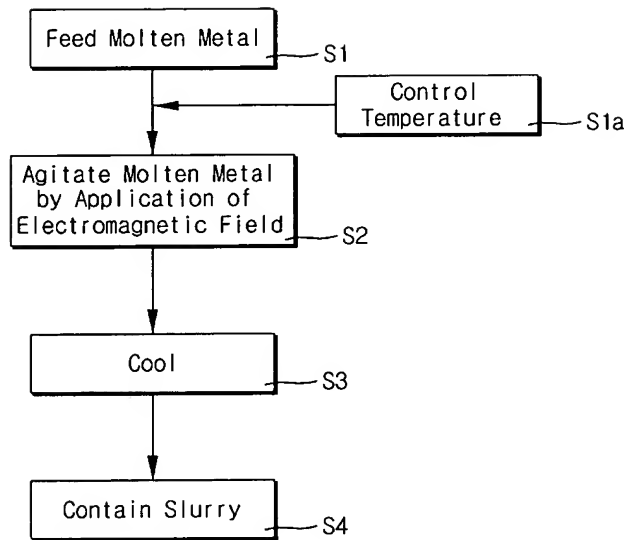 Feed Molten Metal
S1
Control
Temperature
S1a
Agitate Molten Metal
by Application of
Electromagnetic Field
S2
Cool
S3
Contain Slurry
S4